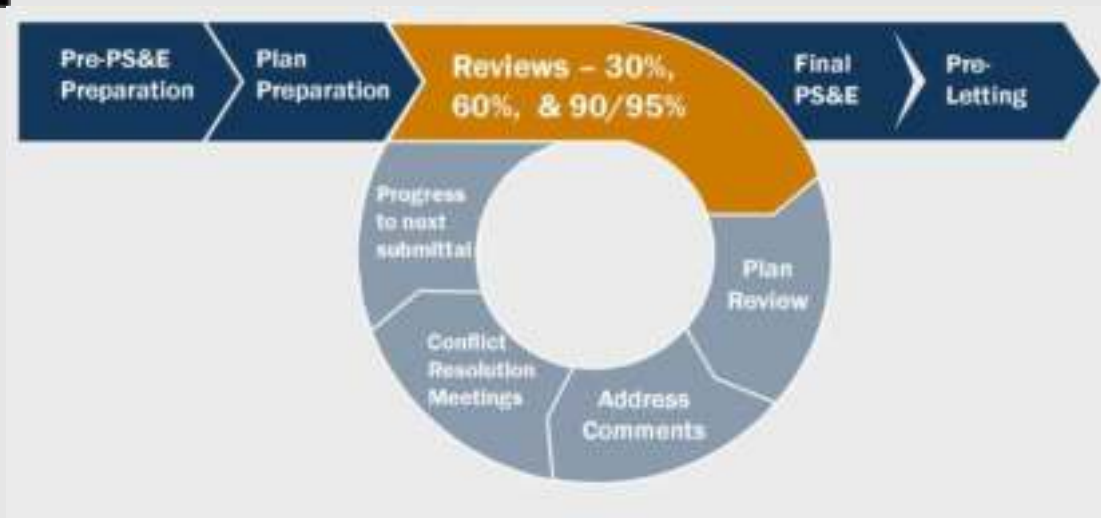 Pre-PS&E
Preparation
Plan
Preparation
Reviews – 30%,
60%, & 90/95%
Final
PS&E
Pre-
Letting
Plan
Review
Address
Comments
Conflict
Resolution
Meetings
Progress
to next
submittal